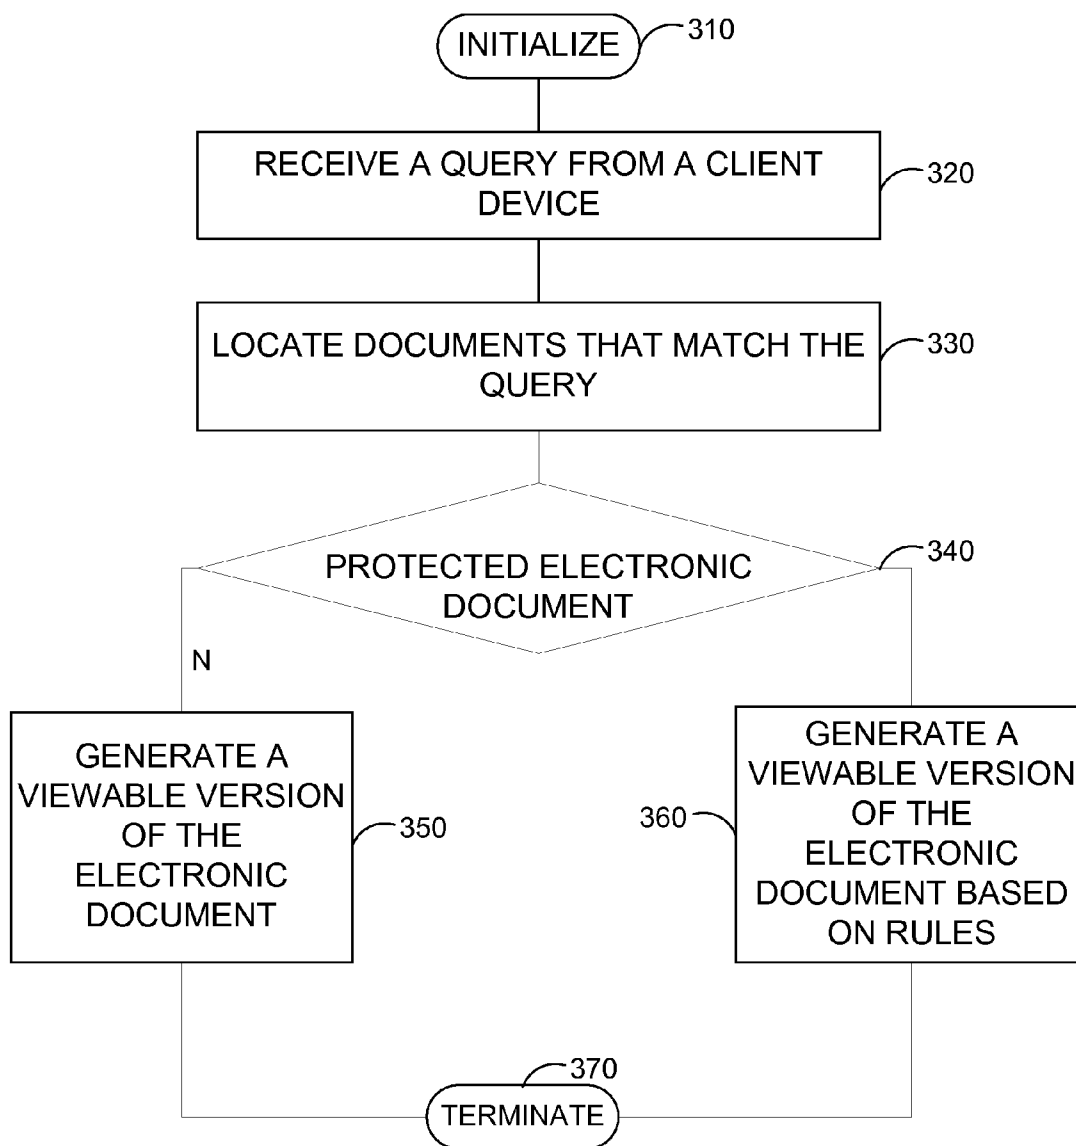 INITIALIZE
310
RECEIVE A QUERY FROM A CLIENT
DEVICE
320
LOCATE DOCUMENTS THAT MATCH THE
QUERY
330
PROTECTED ELECTRONIC
DOCUMENT
340
N
GENERATE A
VIEWABLE VERSION
OF THE
ELECTRONIC
DOCUMENT
350
360
GENERATE A
VIEWABLE VERSION
OF THE
ELECTRONIC
DOCUMENT BASED
ON RULES
370
TERMINATE